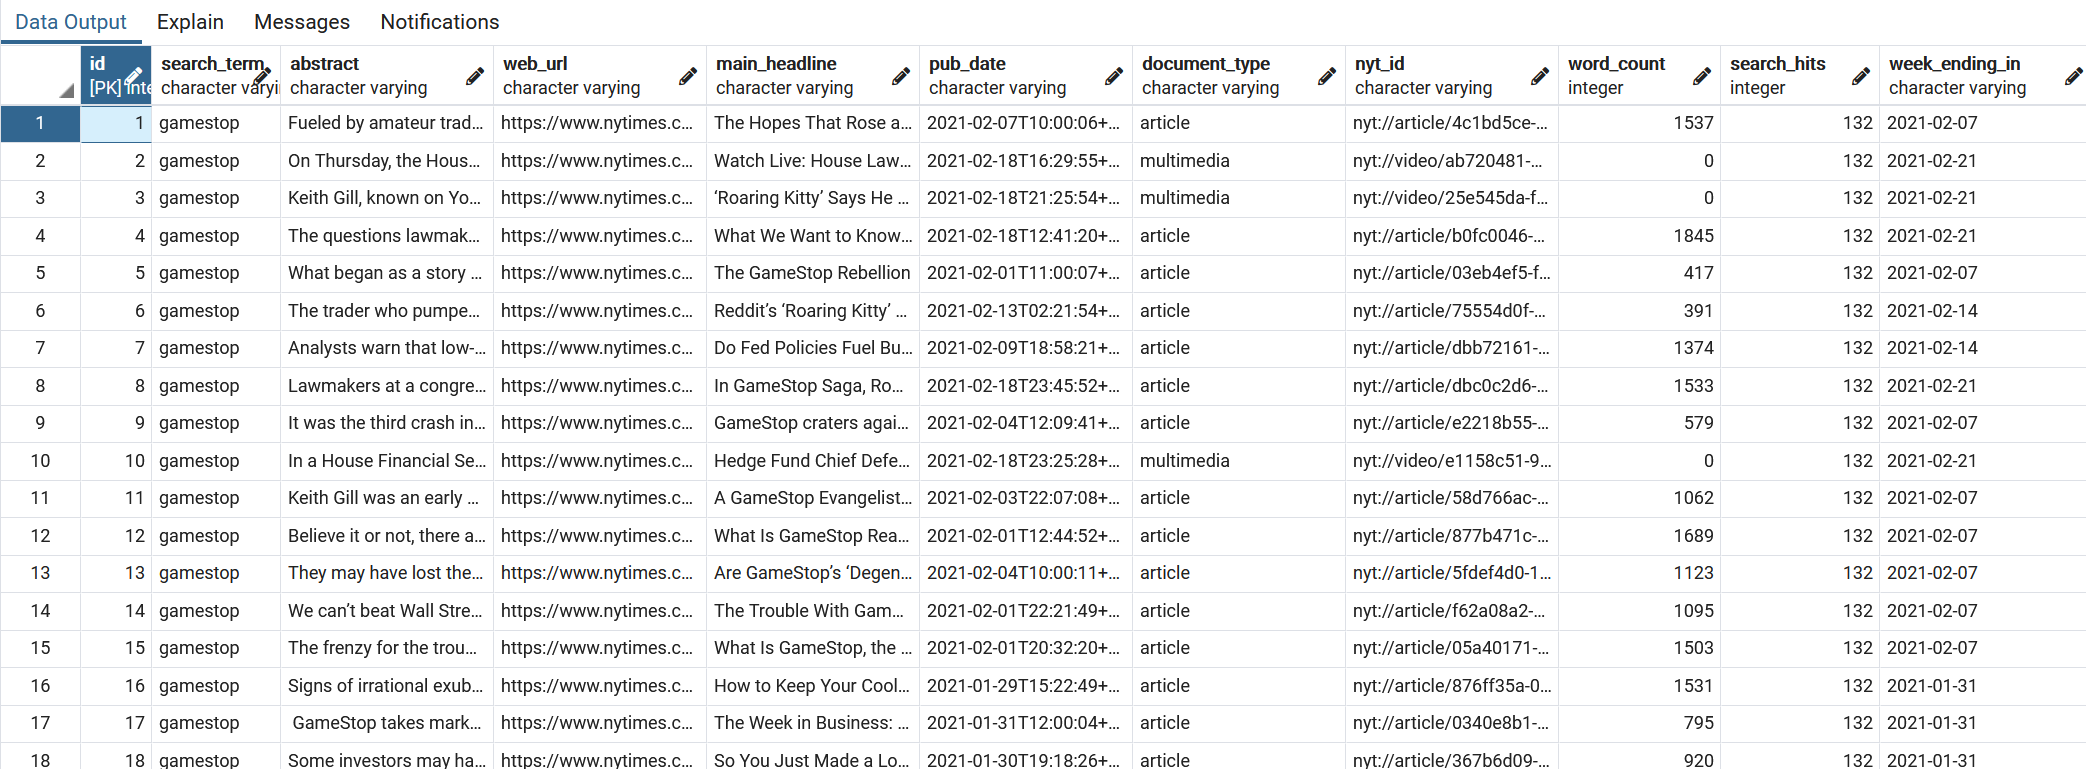 Data Output Explain Messages Notifications
id search_term abstract web_url main_headline pub_date document_type nyt_id word_count search_hits week_ending_in
[PK] inte character varyi character varying character varying character varying character varying character varying character varying integer integer character varying
1 1 gamestop Fueled by amateur trad... https://www.nytimes.c... The Hopes That Rose a... 2021-02-07T10:00:06+... article nyt://article/4c1bd5ce-... 1537 132 2021-02-07
2 2 gamestop On Thursday, the Hous... https://www.nytimes.c... Watch Live: House Law... 2021-02-18T16:29:55+... multimedia nyt://video/ab720481-... 0 132 2021-02-21
3 3 gamestop Keith Gill, known on Yo... https://www.nytimes.c... ‘Roaring Kitty’ Says He ... 2021-02-18T21:25:54+... multimedia nyt://video/25e545da-f... 0 132 2021-02-21
4 4 gamestop The questions lawmak... https://www.nytimes.c... What We Want to Know... 2021-02-18T12:41:20+... article nyt://article/b0fc0046-... 1845 132 2021-02-21
5 5 gamestop What began as a story ... https://www.nytimes.c... The GameStop Rebellion 2021-02-01T11:00:07+... article nyt://article/03eb4ef5-f... 417 132 2021-02-07
6 6 gamestop The trader who pumpe... https://www.nytimes.c... Reddit’s ‘Roaring Kitty’ ... 2021-02-13T02:21:54+... article nyt://article/75554d0f-... 391 132 2021-02-14
7 7 gamestop Analysts warn that low-... https://www.nytimes.c... Do Fed Policies Fuel Bu... 2021-02-09T18:58:21+... article nyt://article/dbb72161-... 1374 132 2021-02-14
8 8 gamestop Lawmakers at a congre... https://www.nytimes.c... In GameStop Saga, Ro... 2021-02-18T23:45:52+... article nyt://article/dbc0c2d6-... 1533 132 2021-02-21
9 9 gamestop It was the third crash in... https://www.nytimes.c... GameStop craters agai... 2021-02-04T12:09:41+... article nyt://article/e2218b55-... 579 132 2021-02-07
10 10 gamestop In a House Financial Se... https://www.nytimes.c... Hedge Fund Chief Defe... 2021-02-18T23:25:28+... multimedia nyt://video/e1158c51-9... 0 132 2021-02-21
11 11 gamestop Keith Gill was an early ... https://www.nytimes.c... A GameStop Evangelist... 2021-02-03T22:07:08+... article nyt://article/58d766ac-... 1062 132 2021-02-07
12 12 gamestop Believe it or not, there a... https://www.nytimes.c... What Is GameStop Rea... 2021-02-01T12:44:52+... article nyt://article/877b471c-... 1689 132 2021-02-07
13 13 gamestop They may have lost the... https://www.nytimes.c... Are GameStop’s ‘Degen... 2021-02-04T10:00:11+... article nyt://article/5fdef4d0-1... 1123 132 2021-02-07
14 14 gamestop We can’t beat Wall Stre... https://www.nytimes.c... The Trouble With Gam... 2021-02-01T22:21:49+... article nyt://article/f62a08a2-... 1095 132 2021-02-07
15 15 gamestop The frenzy for the trou... https://www.nytimes.c... What Is GameStop, the ... 2021-02-01T20:32:20+... article nyt://article/05a40171-... 1503 132 2021-02-07
16 16 gamestop Signs of irrational exub... https://www.nytimes.c... How to Keep Your Cool... 2021-01-29T15:22:49+... article nyt://article/876ff35a-0... 1531 132 2021-01-31
17 17 gamestop GameStop takes mark... https://www.nytimes.c... The Week in Business: ... 2021-01-31T12:00:04+... article nyt://article/0340e8b1-... 795 132 2021-01-31
18 18 gamestop Some investors may ha... https://www.nytimes.c... So You Just Made a Lo... 2021-01-30T19:18:26+... article nyt://article/367b6d09-... 920 132 2021-01-31